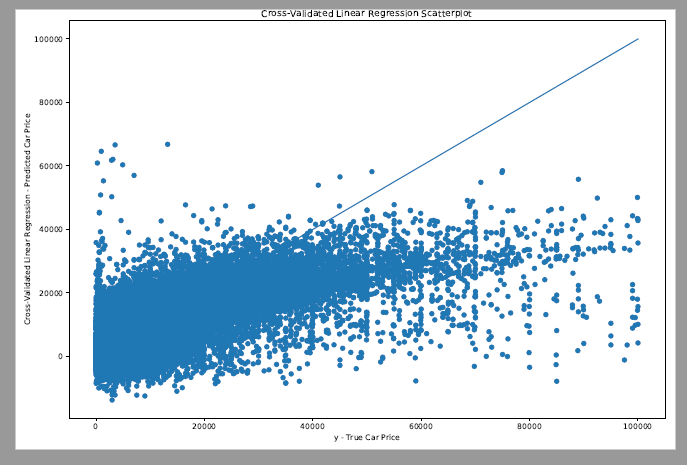 Cross-Validated Linear Regression Scatterplot
100000
80000
60000
40000
20000
0
Cross-Validated Linear Regression - Predicted Car Price
0 20000 40000 60000 80000 100000
y - True Car Price